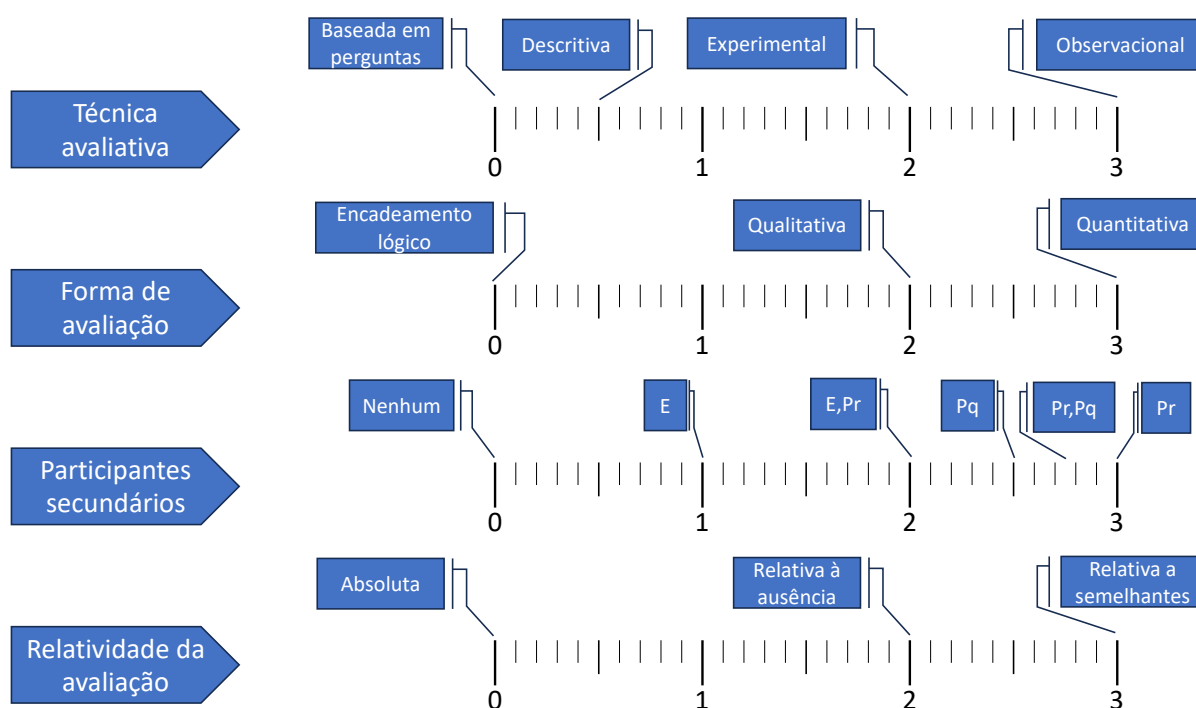 Baseada em
perguntas
Descritiva
Experimental
Observacional
Técnica
avaliativa
0 1 2 3
Encadeamento
lógico
Qualitativa
Quantitativa
Forma de
avaliação
0 1 2 3
Nenhum
E
E,Pr
Pq
Pr,Pq
Pr
Participantes
secundários
0 1 2 3
Absoluta
Relativa à
ausência
Relativa a
semelhantes
Relatividade da
avaliação
0 1 2 3